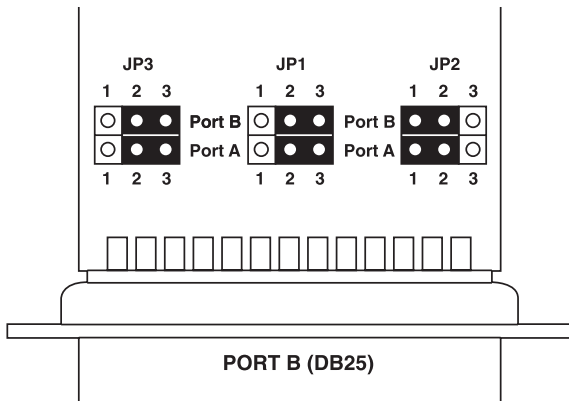 JP3 JP1 JP2
1 2 3 1 2 3 1 2 3
Port B Port B
Port A Port A
1 2 3 1 2 3 1 2 3
PORT B (DB25)